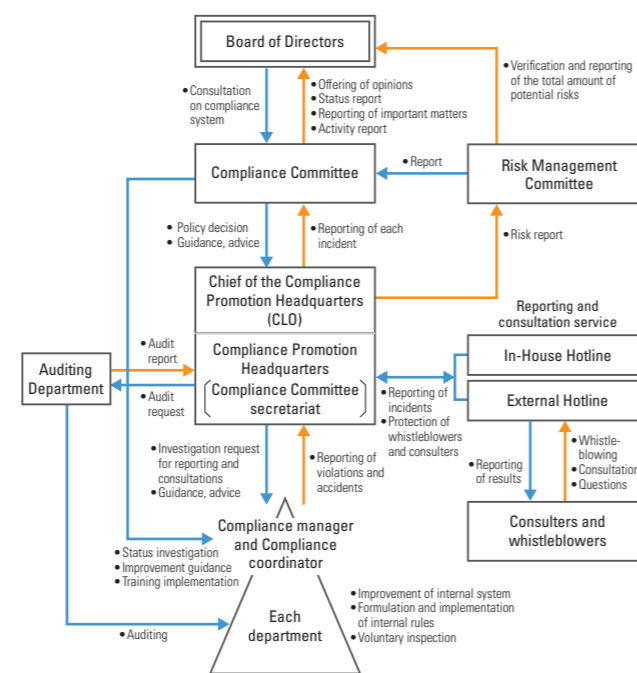 Board of Directors
• Consultation
on compliance
system
• Offering of opinions
• Status report
• Reporting of important matters
• Activity report
• Verification and reporting
of the total amount of
potential risks
Compliance Committee
• Report
Risk Management
Committee
• Policy decision
• Guidance, advice
• Reporting of each
incident
• Risk report
Chief of the Compliance
Promotion Headquarters
(CLO)
Reporting and
consultation service
• Audit
report
Auditing
Department
• Audit
request
Compliance Promotion
Headquarters
Compliance Committee
secretariat
In-House Hotline
External Hotline
• Reporting of
incidents
• Protection of
whistleblowers
and consulters
• Investigation request
for reporting and
consultations
• Guidance, advice
• Reporting of
violations and
accidents
• Reporting
of results
• Whistle-
blowing
• Consultation
• Questions
Consulters and
whistleblowers
Compliance manager
and Compliance
coordinator
• Status investigation
• Improvement guidance
• Training implementation
Each
department
• Improvement of internal system
• Formulation and implementation
of internal rules
• Voluntary inspection
• Auditing